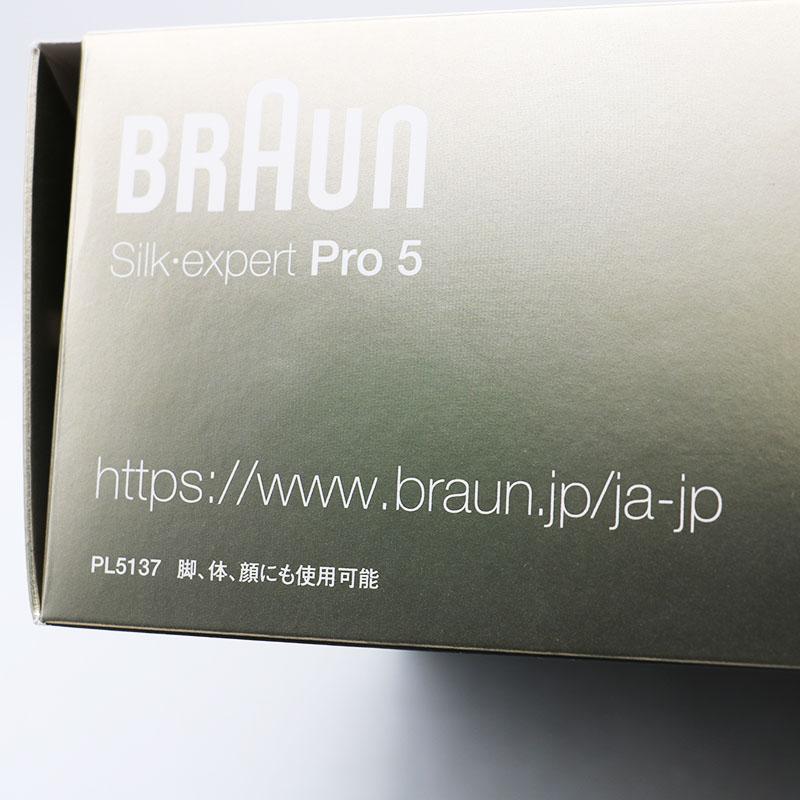 BRAUN
Silk·expert Pro 5
https://www.braun.jp/ja-jp
PL5137 脚、体、顔にも使用可能